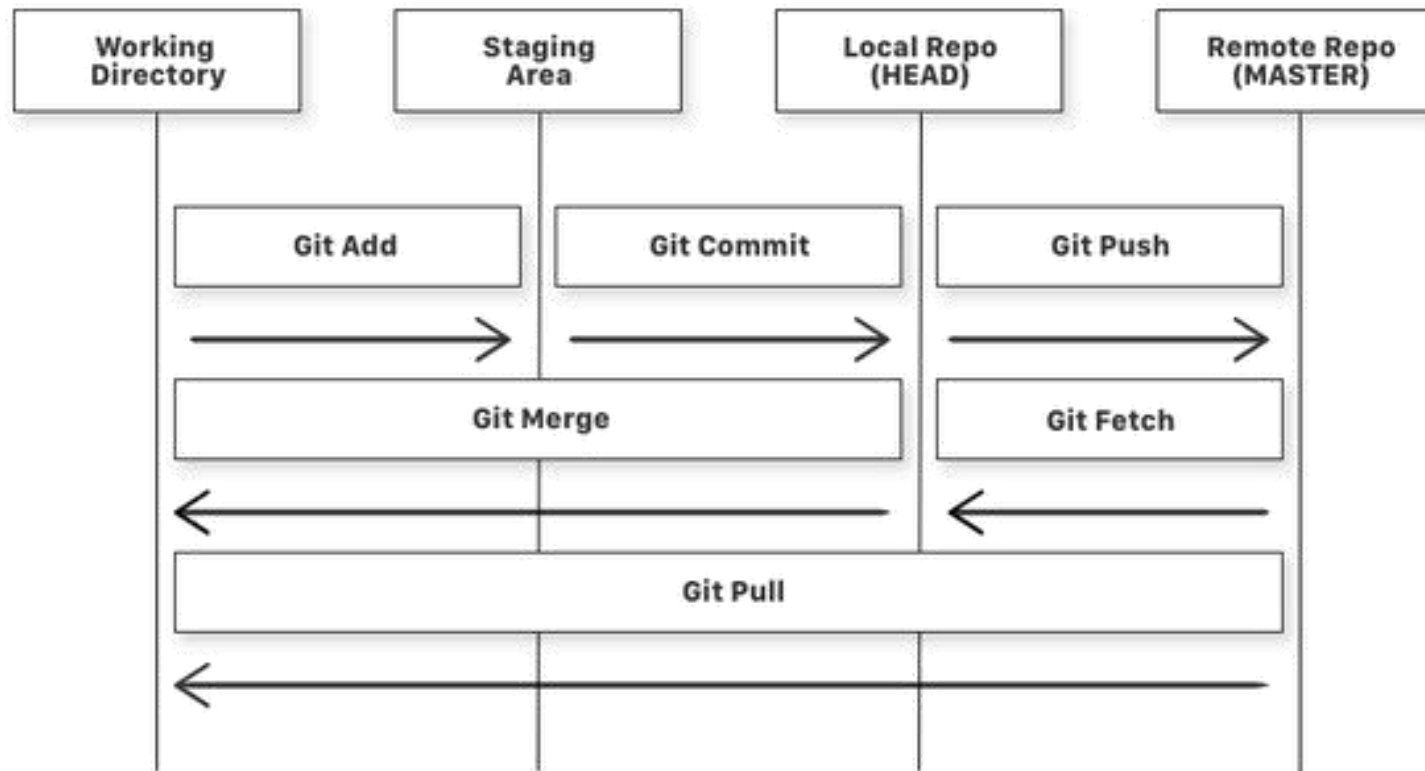 Working
Directory
Staging
Area
Local Repo
(HEAD)
Remote Repo
(MASTER)
Git Add
Git Commit
Git Push
Git Merge
Git Fetch
Git Pull